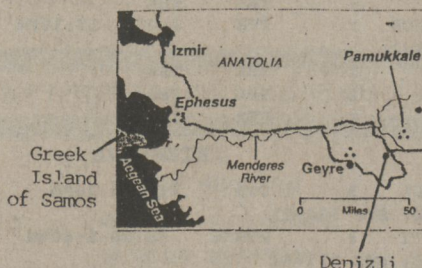 Izmir
ANATOLIA
Pamukkale
Ephesus
Greek
Island
of Samos
Aegean Sea
Menderes
River
Geyre
0 Miles 50
Denizli